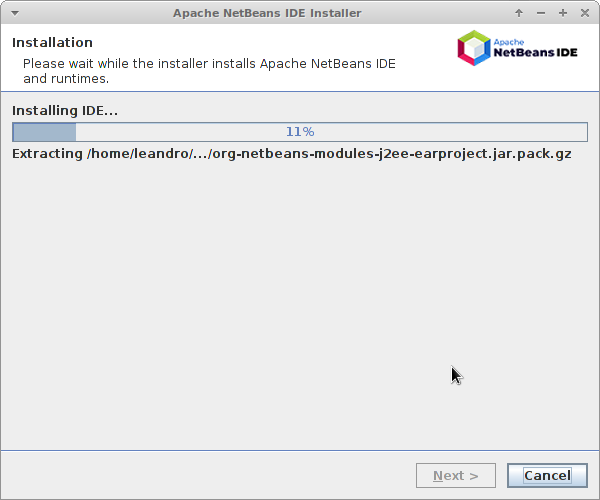 Apache NetBeans IDE Installer
Installation
Please wait while the installer installs Apache NetBeans IDE
and runtimes.
Apache
NetBeans IDE
Installing IDE...
11%
Extracting /home/leandro/.../org-netbeans-modules-j2ee-earproject.jar.pack.gz
Next >
Cancel